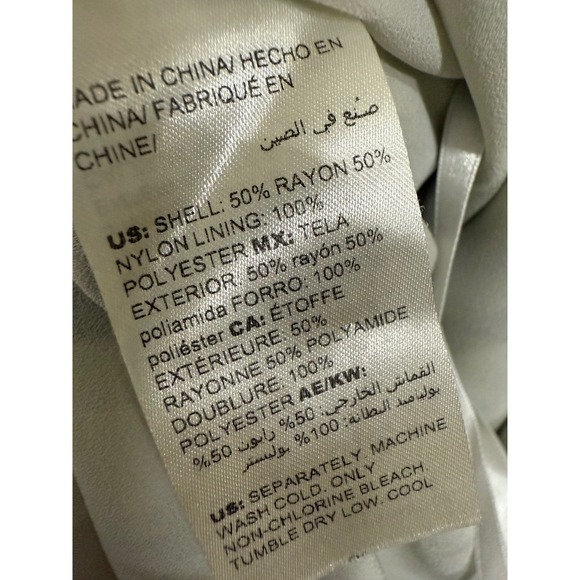 MADE IN CHINA/ HECHO EN
CHINA/ FABRIQUÉ EN
CHINE/
صنع في الصين
US: SHELL: 50% RAYON 50%
NYLON LINING: 100%
POLYESTER MX: TELA
EXTERIOR: 50% rayón 50%
poliamida FORRO: 100%
poliéster CA: ÉTOFFE
EXTÉRIEURE: 50%
RAYONNE 50% POLYAMIDE
DOUBLURE: 100%
POLYESTER AE/KW:
القماش الخارجي: 50% رايون 50%
بوليميد البطانة: 100% بوليستر
US: SEPARATELY MACHINE
WASH COLD. ONLY
NON-CHLORINE BLEACH
TUMBLE DRY LOW. COOL